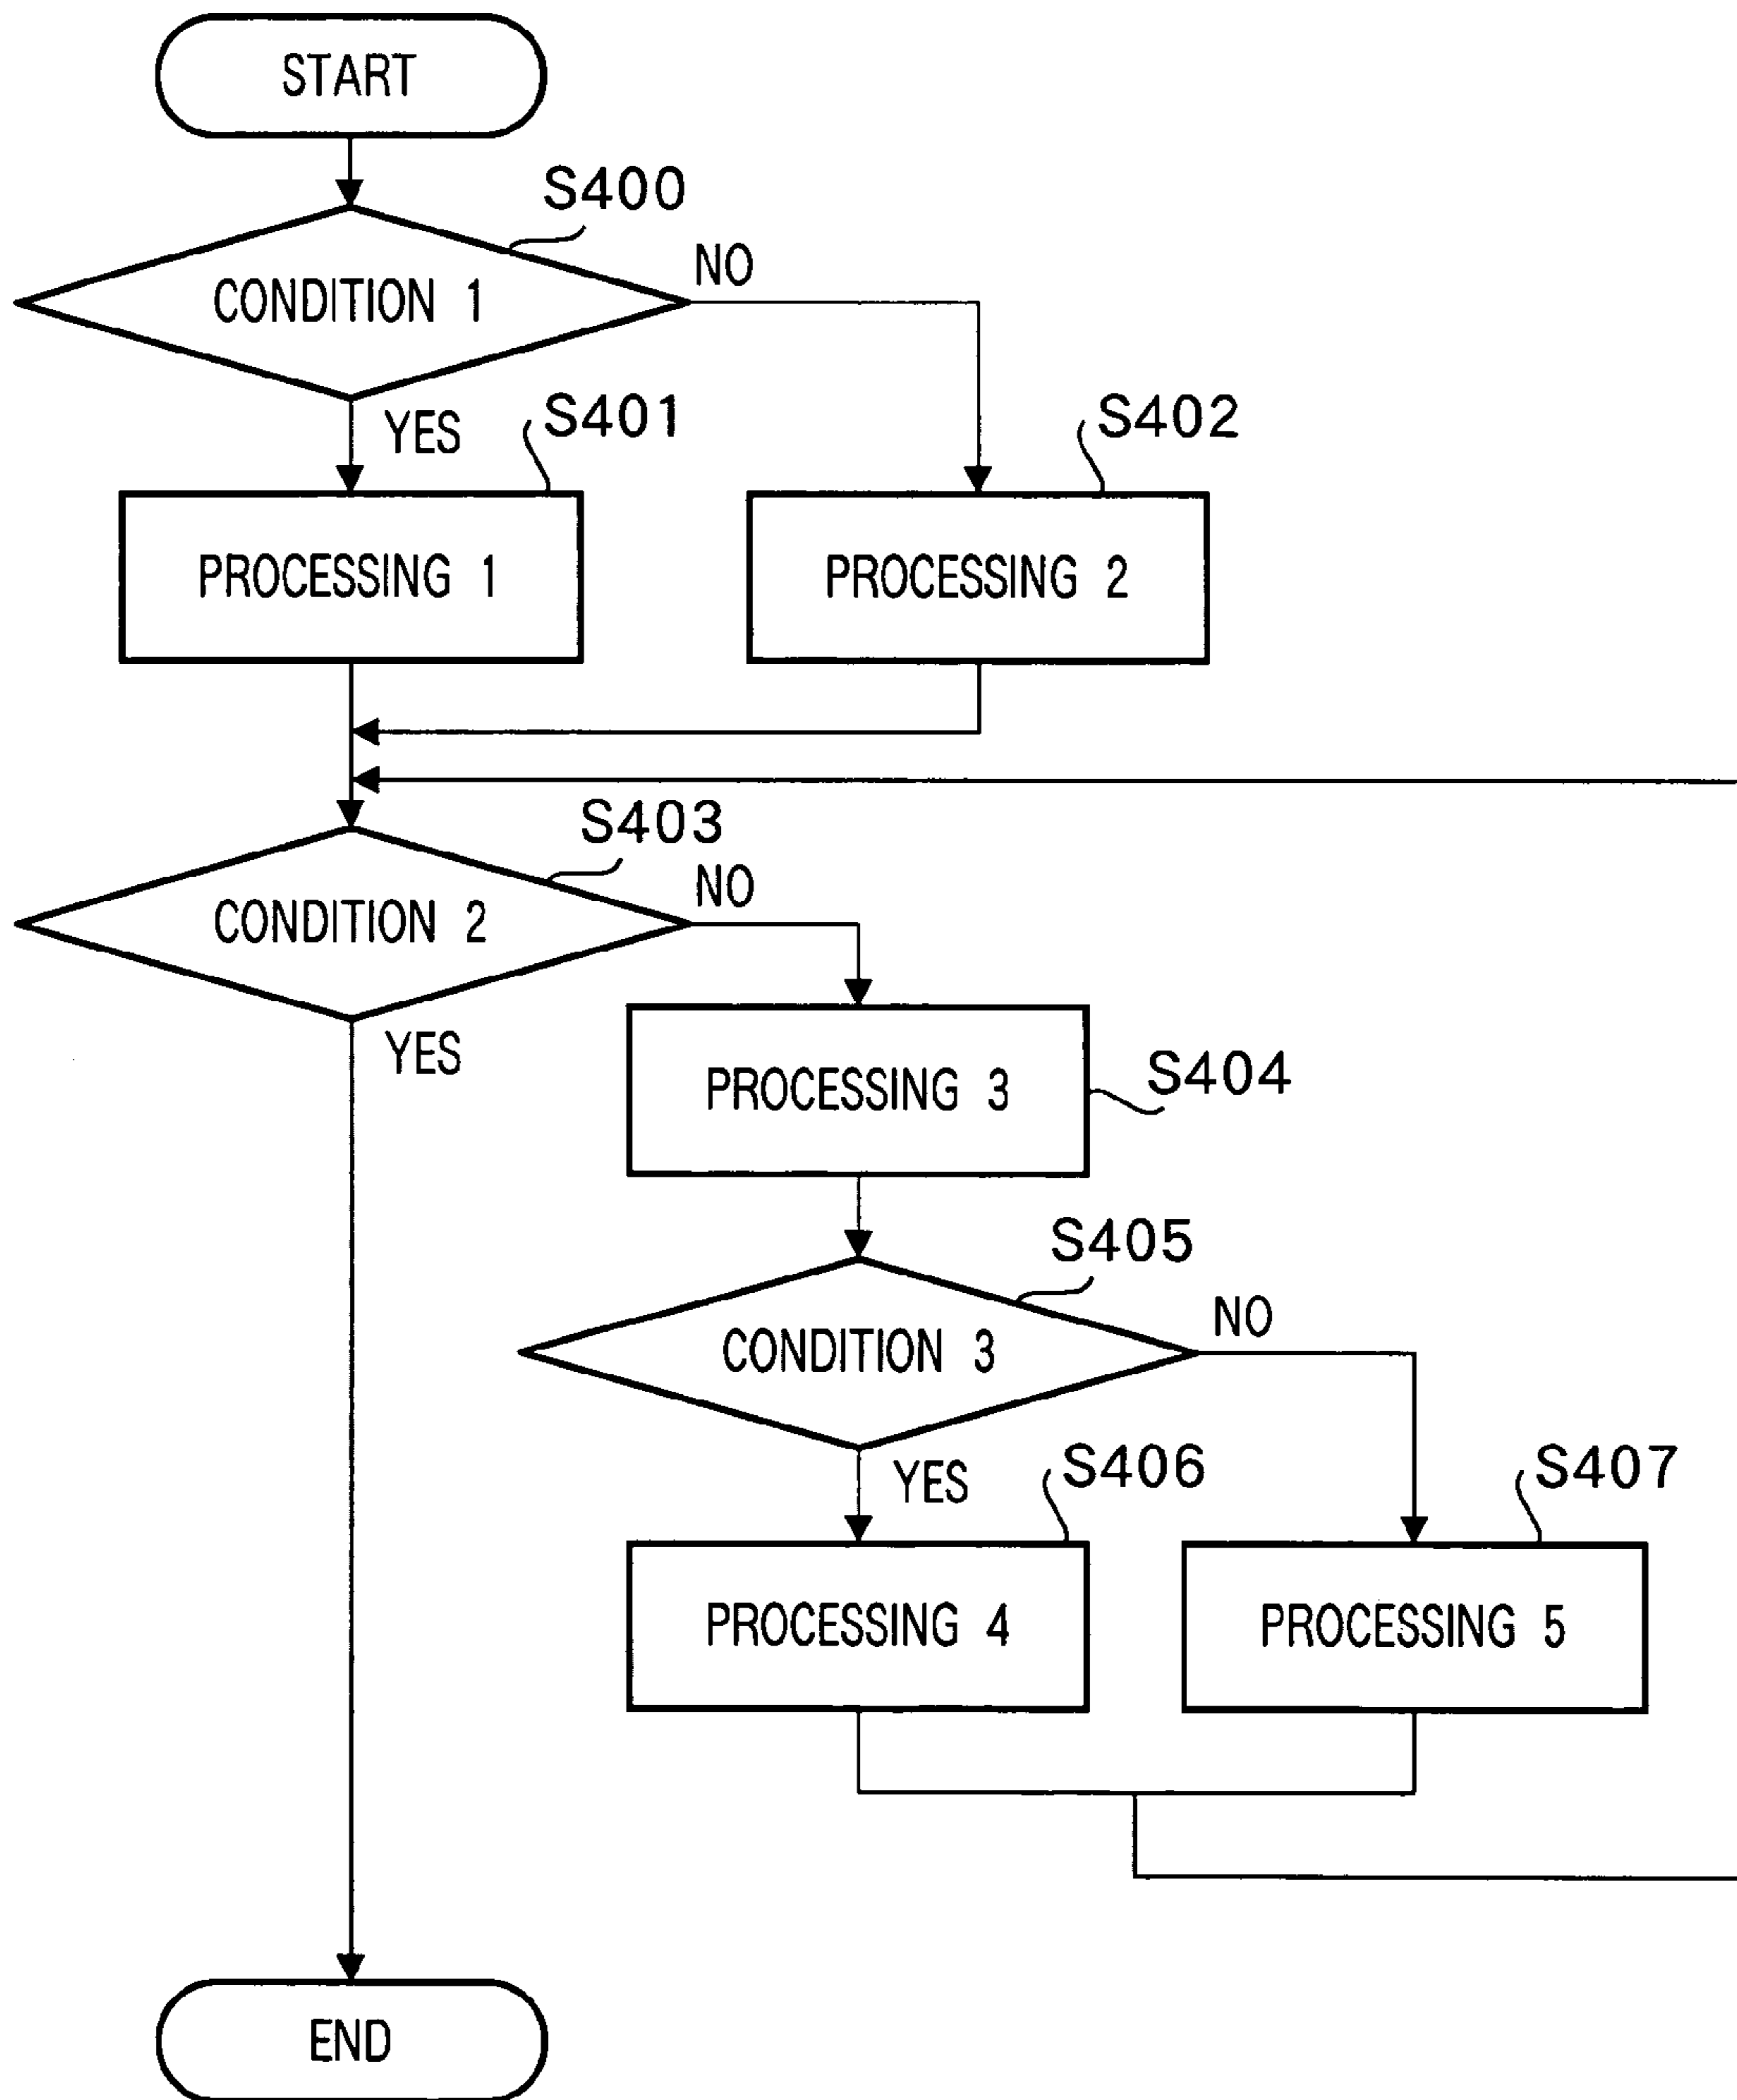 START
S400
CONDITION 1
NO
YES
S401
S402
PROCESSING 1
PROCESSING 2
S403
CONDITION 2
NO
YES
PROCESSING 3
S404
S405
CONDITION 3
NO
YES
S406
S407
PROCESSING 4
PROCESSING 5
END